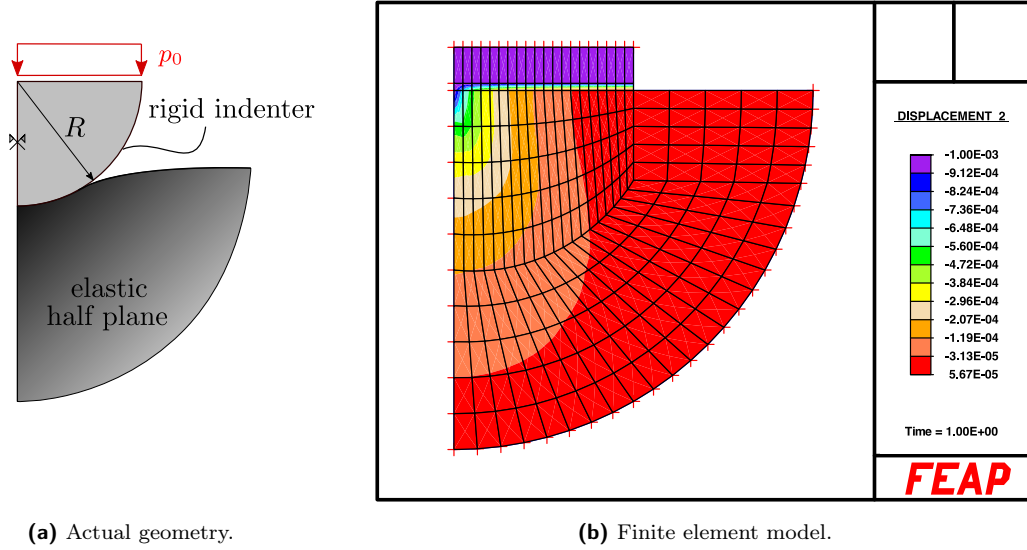 p₀
rigid indenter
R
elastic
half plane
(a) Actual geometry.
DISPLACEMENT 2
-1.00E-03
-9.12E-04
-8.24E-04
-7.36E-04
-6.48E-04
-5.60E-04
-4.72E-04
-3.84E-04
-2.96E-04
-2.07E-04
-1.19E-04
-3.13E-05
5.67E-05
Time = 1.00E+00
FEAP
(b) Finite element model.